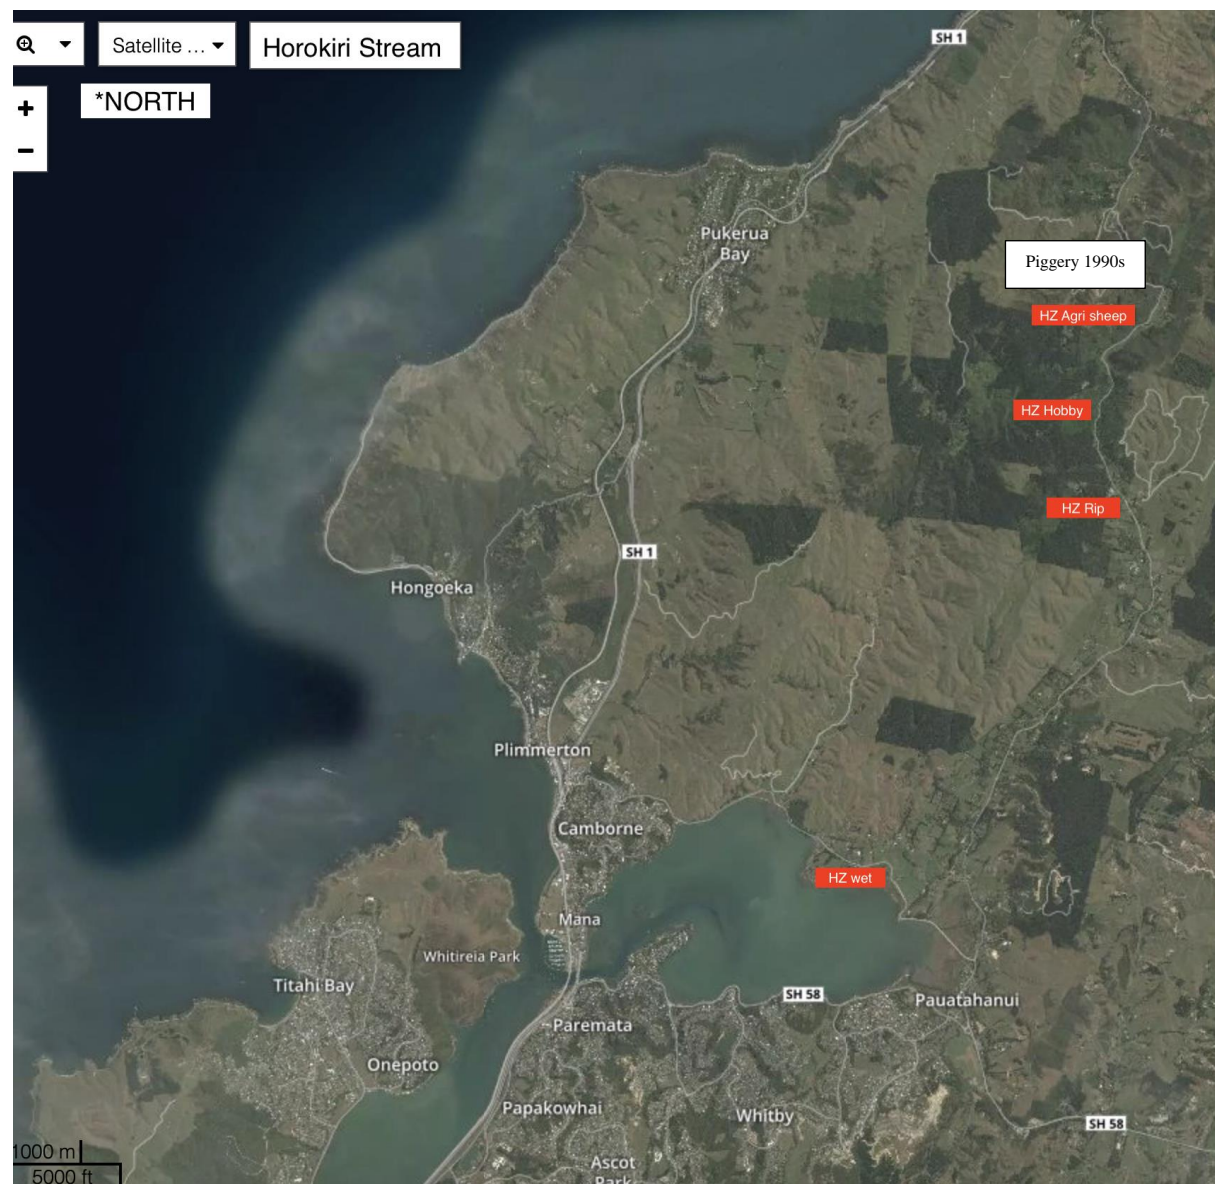 Satellite ...
Horokiri Stream
SH 1
*NORTH
+
−
Pukerua
Bay
Piggery 1990s
HZ Agri sheep
HZ Hobby
HZ Rip
SH 1
Hongoeka
Plimmerton
Camborne
HZ wet
Mana
Whitireia Park
Titahi Bay
SH 58
Pauatahanui
Paremata
Onepoto
Papakowhai
Whitby
SH 58
1000 m
5000 ft
Ascot
Park